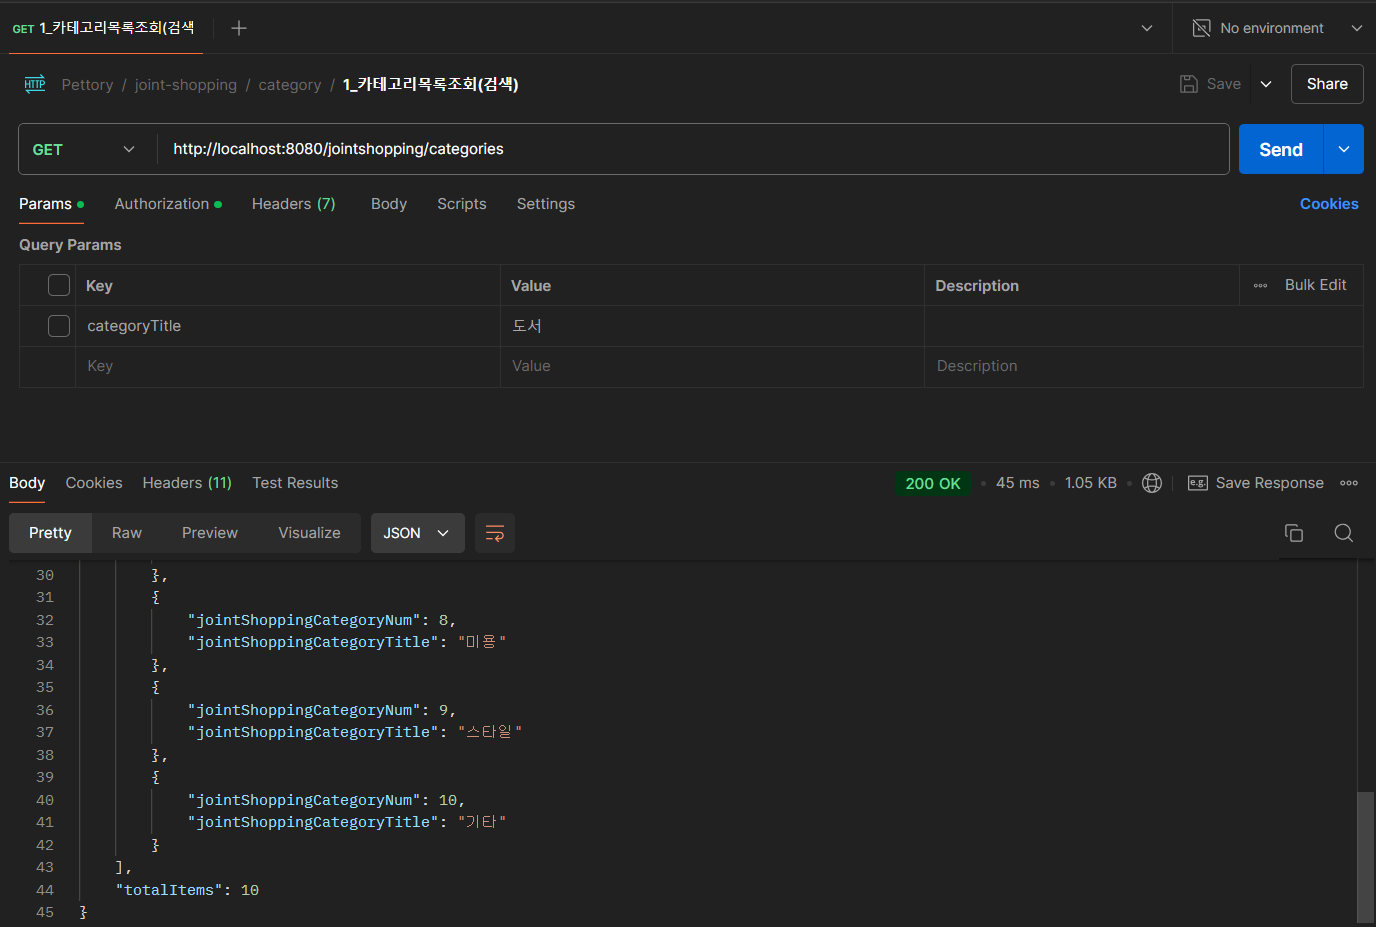 GET 1_카테고리목록조회(검색
No environment
HTTP Pettory / joint-shopping / category / 1_카테고리목록조회(검색)
Save
Share
GET
http://localhost:8080/jointshopping/categories
Send
Params
Authorization
Headers (7)
Body
Scripts
Settings
Cookies
Query Params
Key Value Description Bulk Edit
categoryTitle 도서
Key Value Description
Body Cookies Headers (11) Test Results
200 OK 45 ms 1.05 KB e.g. Save Response
Pretty Raw Preview Visualize JSON
30 },
31 {
32 "jointShoppingCategoryNum": 8,
33 "jointShoppingCategoryTitle": "미용"
34 },
35 {
36 "jointShoppingCategoryNum": 9,
37 "jointShoppingCategoryTitle": "스타일"
38 },
39 {
40 "jointShoppingCategoryNum": 10,
41 "jointShoppingCategoryTitle": "기타"
42 }
43 ],
44 "totalItems": 10
45 }